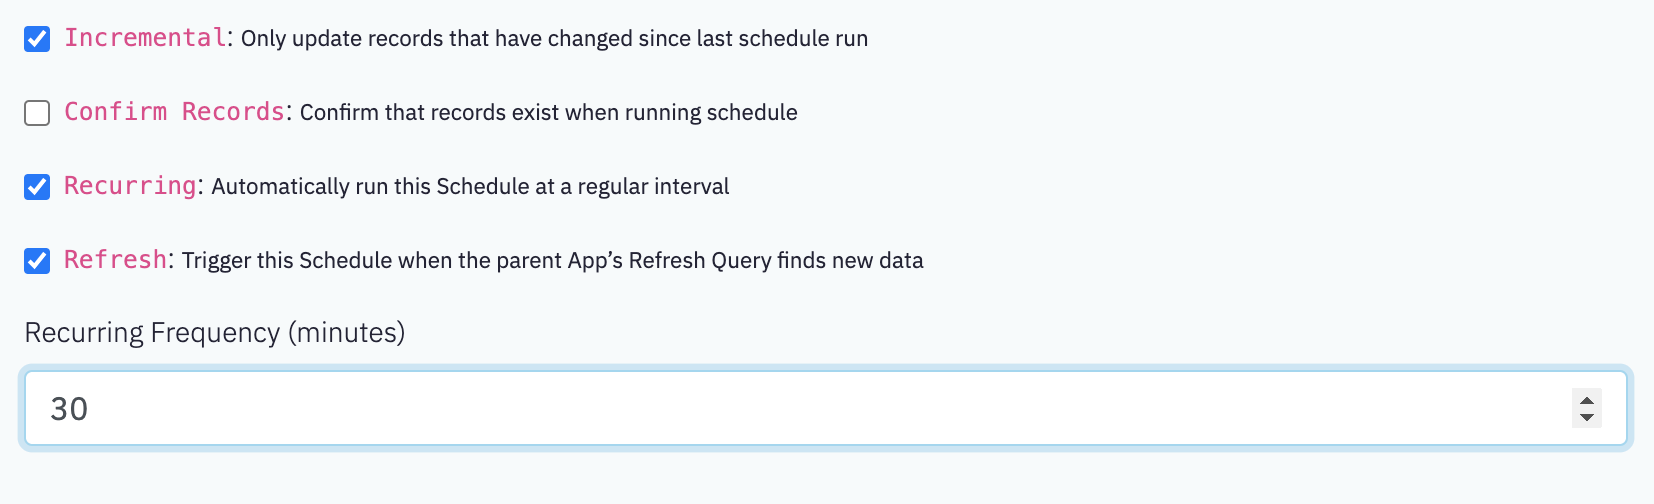 Incremental: Only update records that have changed since last schedule run
Confirm Records: Confirm that records exist when running schedule
Recurring: Automatically run this Schedule at a regular interval
Refresh: Trigger this Schedule when the parent App’s Refresh Query finds new data
Recurring Frequency (minutes)
30